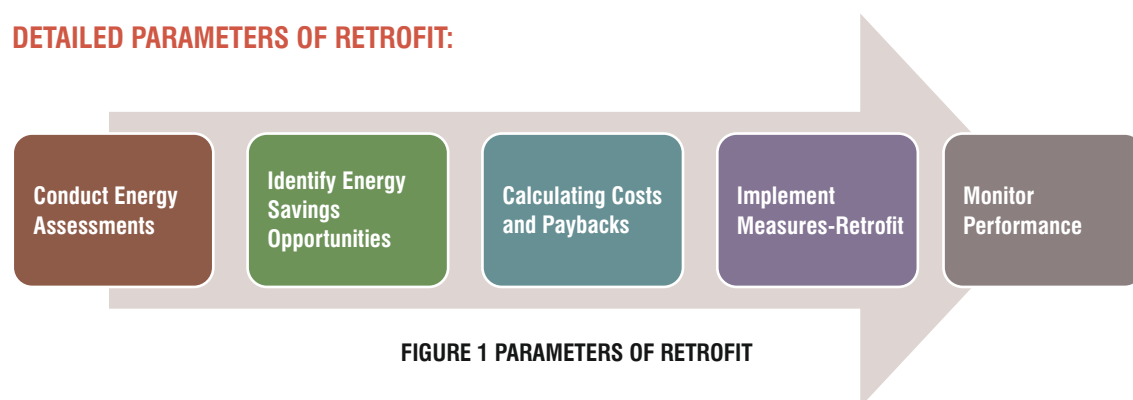 DETAILED PARAMETERS OF RETROFIT:
Conduct Energy
Assessments
Identify Energy
Savings
Opportunities
Calculating Costs
and Paybacks
Implement
Measures-Retrofit
Monitor
Performance
FIGURE 1 PARAMETERS OF RETROFIT